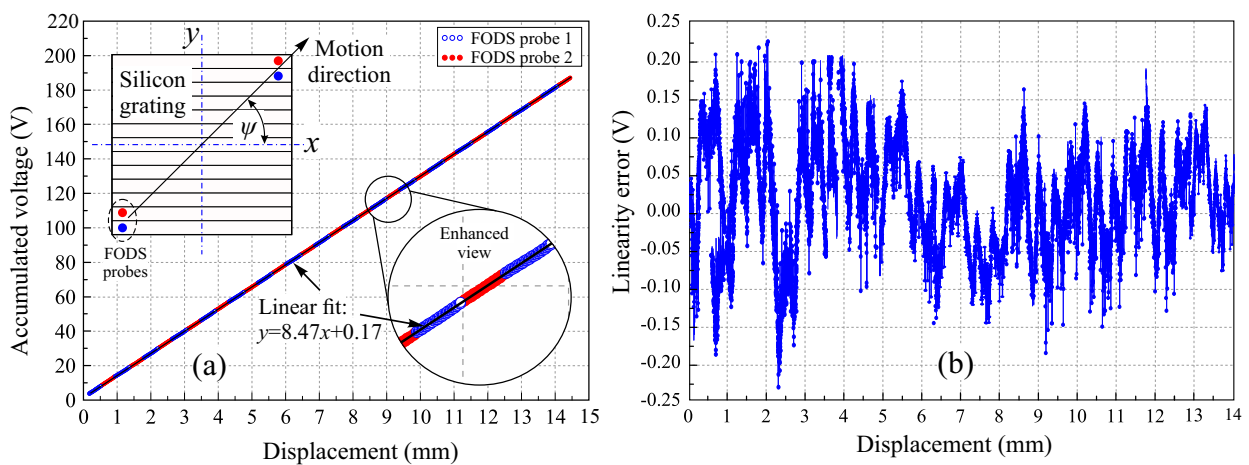 220
200
180
160
140
120
100
80
60
40
20
0
Accumulated voltage (V)
y
Silicon
grating
Motion
direction
ψ
x
FODS
probes
FODS probe 1
FODS probe 2
Enhanced
view
Linear fit:
y=8.47x+0.17
(a)
0 1 2 3 4 5 6 7 8 9 10 11 12 13 14 15
Displacement (mm)
0.25
0.20
0.15
0.10
0.05
0.00
-0.05
-0.10
-0.15
-0.20
-0.25
Linearity error (V)
(b)
0 1 2 3 4 5 6 7 8 9 10 11 12 13 14
Displacement (mm)